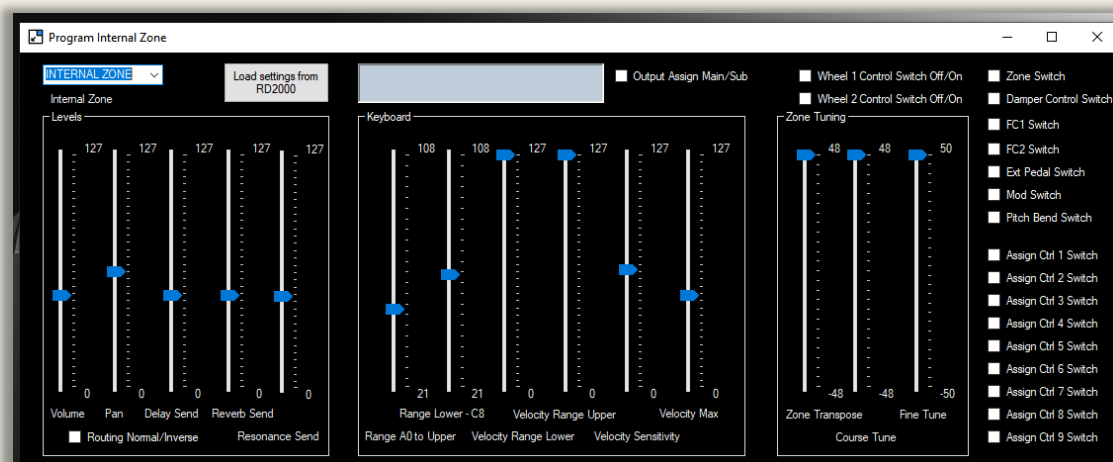 Program Internal Zone
INTERNAL ZONE
Internal Zone
Load settings from
RD2000
Output Assign Main/Sub
Wheel 1 Control Switch Off/On
Wheel 2 Control Switch Off/On
Levels
127 127 127 127 127
0 0 0 0 0
Volume Pan Delay Send Reverb Send
Routing Normal/Inverse Resonance Send
Keyboard
108 108 127 127 127 127
21 21 0 0 0 0
Range Lower - C8 Velocity Range Upper Velocity Max
Range A0 to Upper Velocity Range Lower Velocity Sensitivity
Zone Tuning
48 48 50
-48 -48 -50
Zone Transpose Fine Tune
Course Tune
Zone Switch
Damper Control Switch
FC1 Switch
FC2 Switch
Ext Pedal Switch
Mod Switch
Pitch Bend Switch
Assign Ctrl 1 Switch
Assign Ctrl 2 Switch
Assign Ctrl 3 Switch
Assign Ctrl 4 Switch
Assign Ctrl 5 Switch
Assign Ctrl 6 Switch
Assign Ctrl 7 Switch
Assign Ctrl 8 Switch
Assign Ctrl 9 Switch